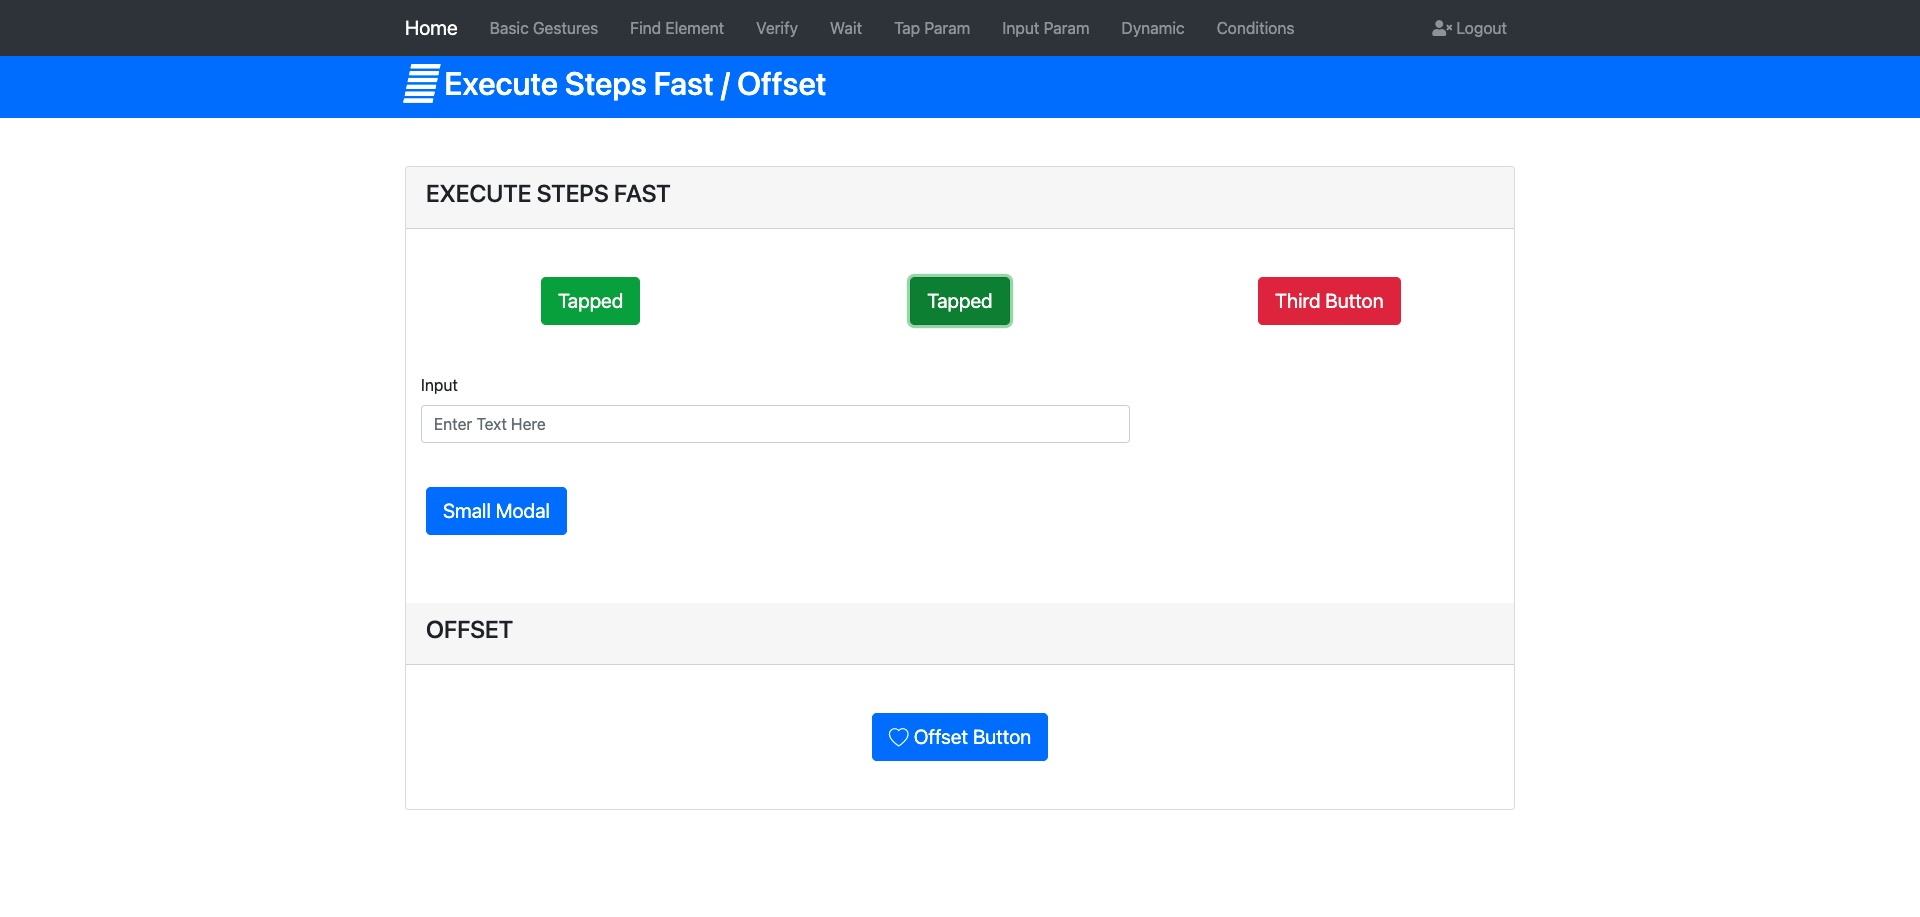 Home Basic Gestures Find Element Verify Wait Tap Param Input Param Dynamic Conditions Logout
Execute Steps Fast / Offset
EXECUTE STEPS FAST
Tapped Tapped Third Button
Input
Enter Text Here
Small Modal
OFFSET
Offset Button